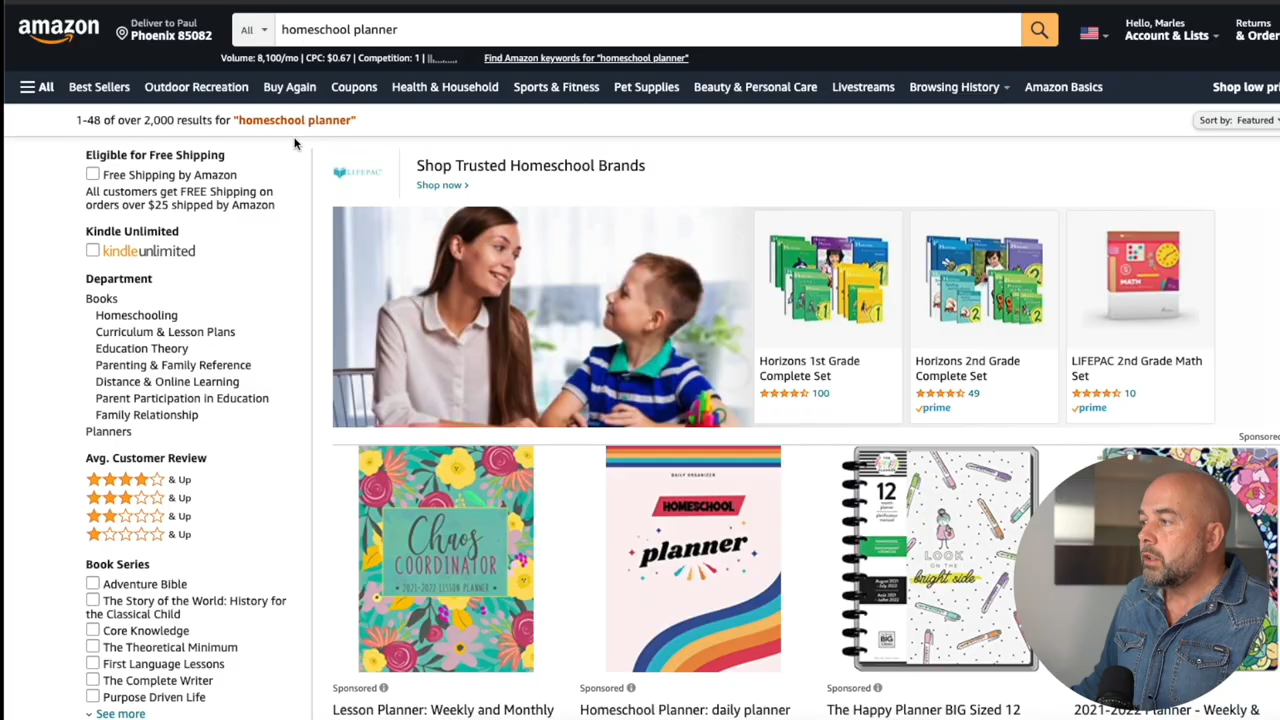 amazon
Deliver to Paul
Phoenix 85082
All
homeschool planner
Hello, Marles
Account & Lists
Returns
& Order
Volume: 8,100/mo | CPC: $0.67 | Competition: 1 |
Find Amazon keywords for "homeschool planner"
All
Best Sellers
Outdoor Recreation
Buy Again
Coupons
Health & Household
Sports & Fitness
Pet Supplies
Beauty & Personal Care
Livestreams
Browsing History
Amazon Basics
Shop low pri
1-48 of over 2,000 results for "homeschool planner"
Sort by: Featured
Eligible for Free Shipping
Free Shipping by Amazon
All customers get FREE Shipping on
orders over $25 shipped by Amazon
Kindle Unlimited
kindleunlimited
Department
Books
Homeschooling
Curriculum & Lesson Plans
Education Theory
Parenting & Family Reference
Distance & Online Learning
Parent Participation in Education
Family Relationship
Planners
Avg. Customer Review
& Up
& Up
& Up
& Up
Book Series
Adventure Bible
The Story of the World: History for
the Classical Child
Core Knowledge
The Theoretical Minimum
First Language Lessons
The Complete Writer
Purpose Driven Life
See more
LIFEPAC
Shop Trusted Homeschool Brands
Shop now ›
Horizons 1st Grade
Complete Set
100
Horizons 2nd Grade
Complete Set
49
prime
MATH
LIFEPAC 2nd Grade Math
Set
10
prime
Sponsored
Chaos
COORDINATOR
2021-2022 LESSON PLANNER
Sponsored
Lesson Planner: Weekly and Monthly
DAILY ORGANIZER
HOMESCHOOL
planner
Sponsored
Homeschool Planner: daily planner
12
LOOK
ON THE
bright side
BIG
Sponsored
The Happy Planner BIG Sized 12
2021-2022 Planner - Weekly &